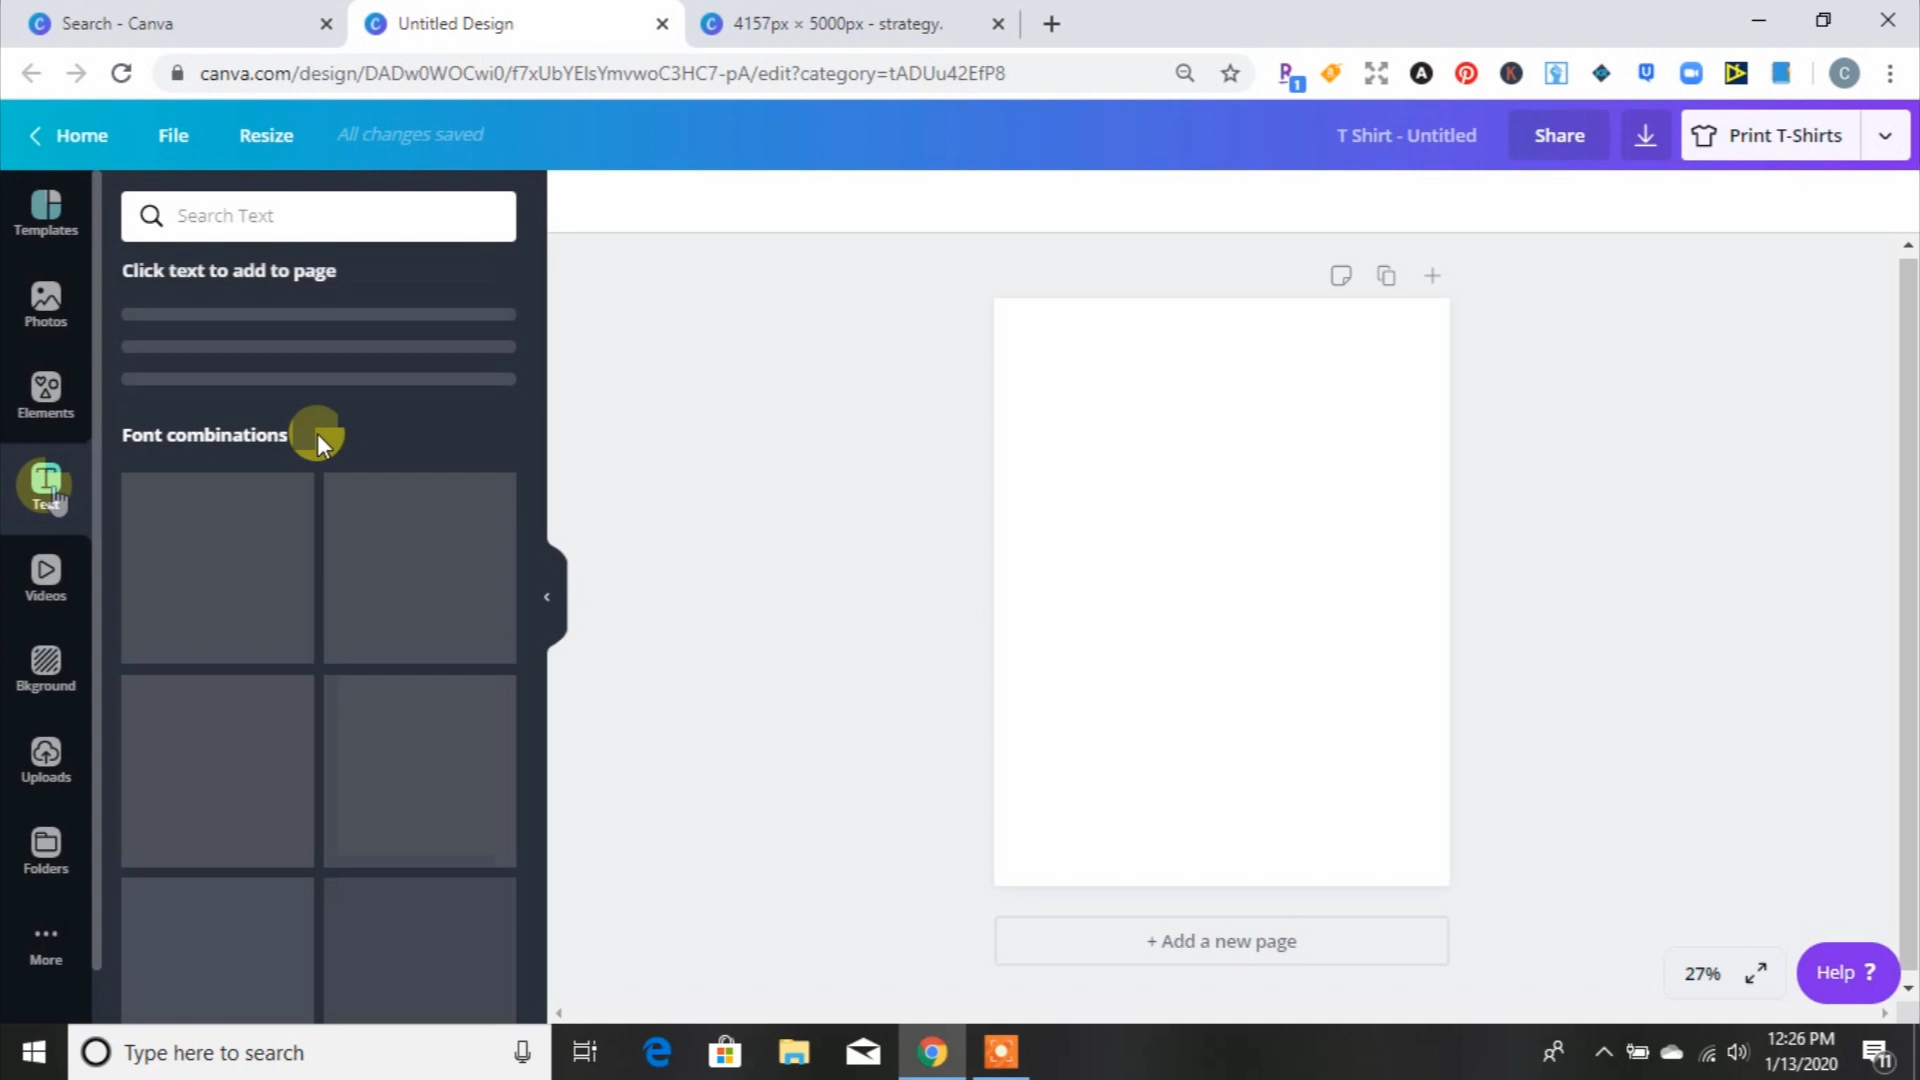 Search - Canva
Untitled Design
4157px × 5000px - strategy.
canva.com/design/DADw0WOCwi0/f7xUbYEIsYmvwoC3HC7-pA/edit?category=tADUu42EfP8
Home
File
Resize
All changes saved
T Shirt - Untitled
Share
Print T-Shirts
Templates
Photos
Elements
Text
Videos
Bkground
Uploads
Folders
More
Search Text
Click text to add to page
Font combinations
+ Add a new page
27%
Help ?
Type here to search
12:26 PM
1/13/2020
11